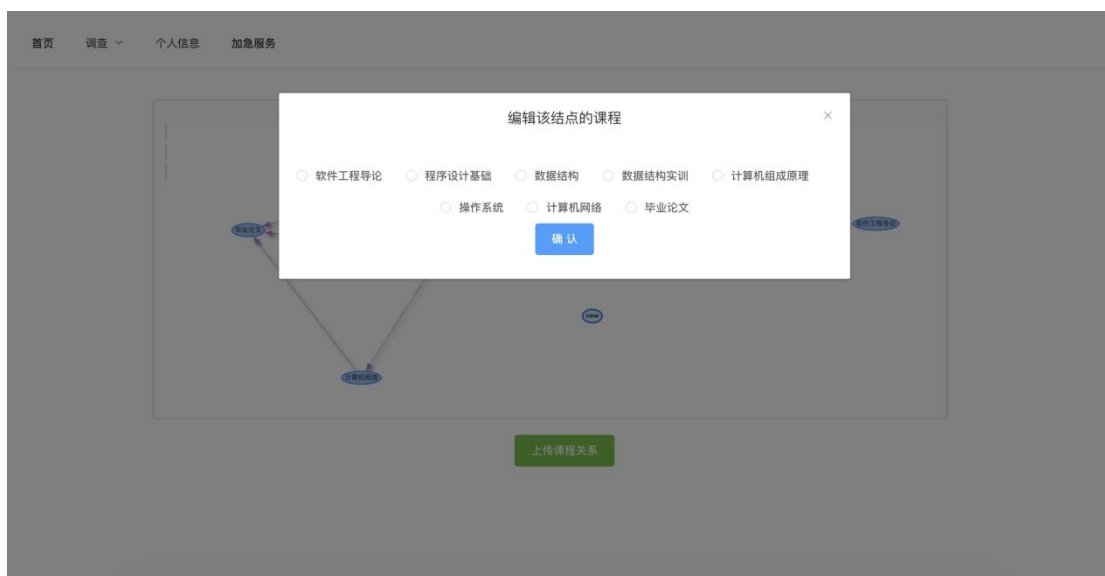 首页 调查 个人信息 加急服务
编辑该结点的课程
软件工程导论 程序设计基础 数据结构 数据结构实训 计算机组成原理
操作系统 计算机网络 毕业论文
确认
毕业论文
软件工程导论
new
计算机网络
上传课程关系